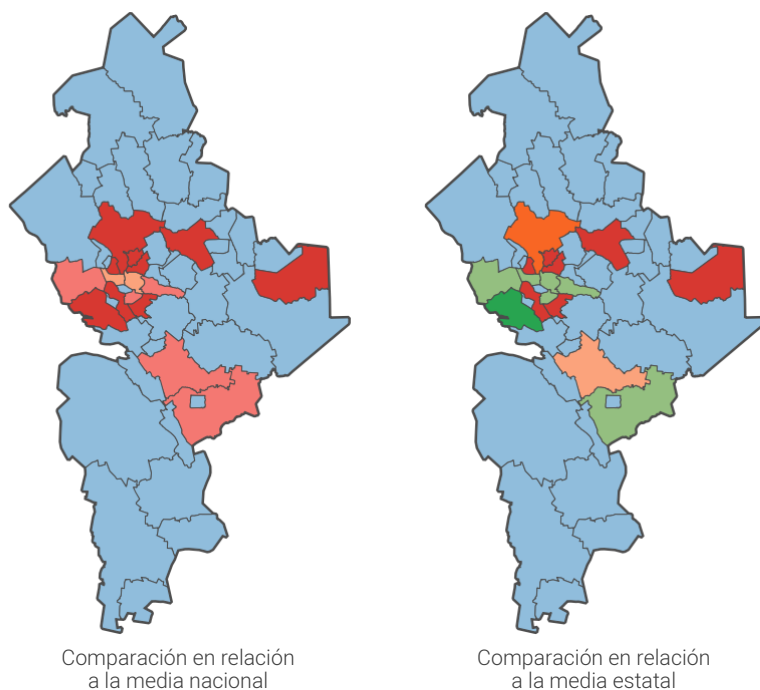 Comparación en relación
a la media nacional
Comparación en relación
a la media estatal